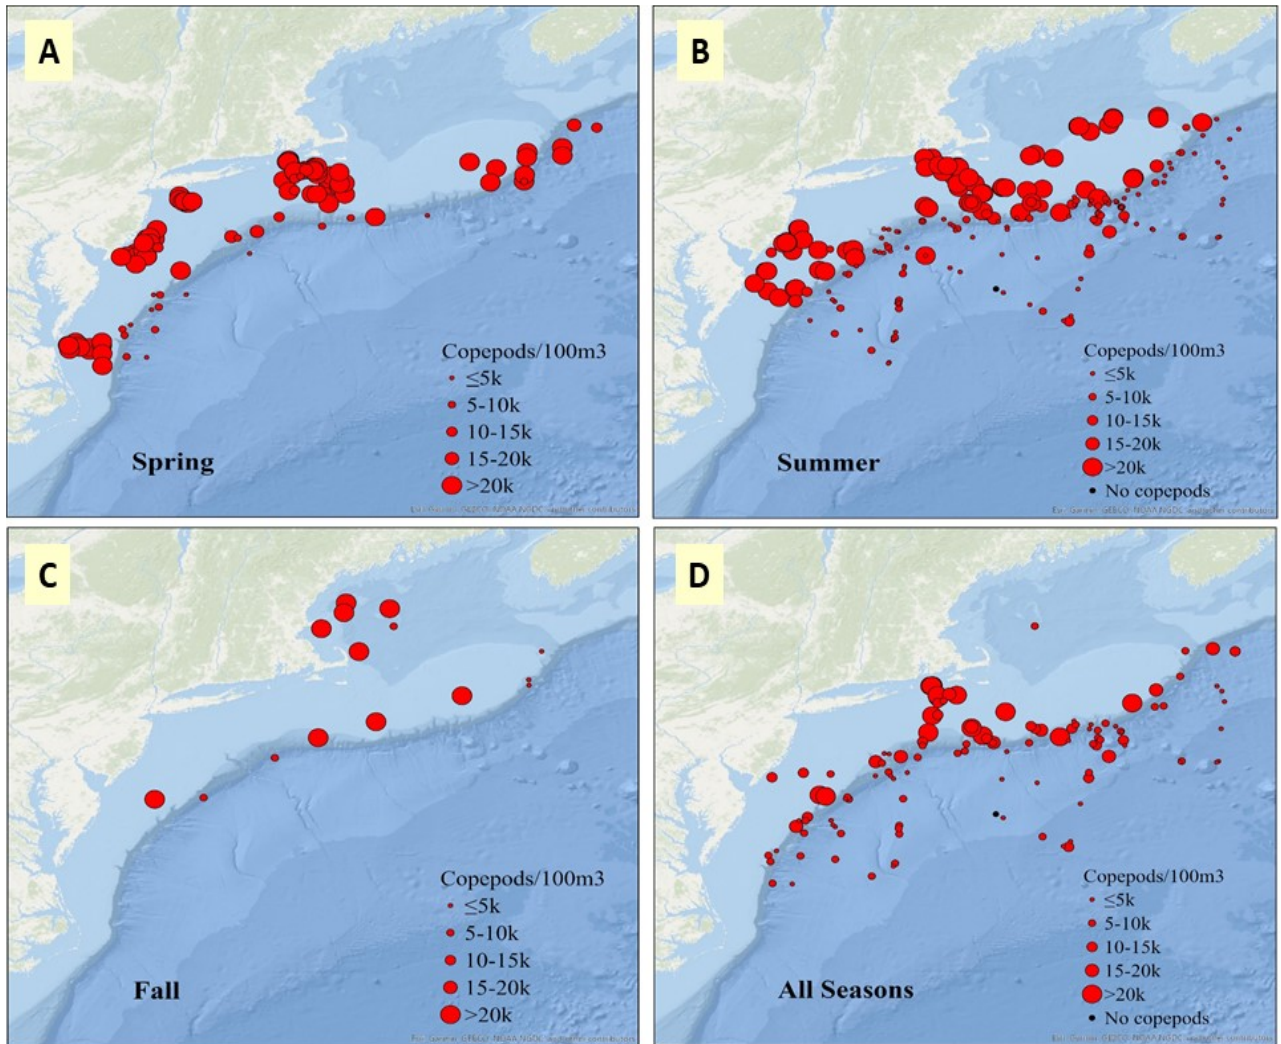 A
Copepods/100m3
≤5k
5-10k
10-15k
15-20k
>20k
Spring
B
Copepods/100m3
≤5k
5-10k
10-15k
15-20k
>20k
No copepods
Summer
C
Copepods/100m3
≤5k
5-10k
10-15k
15-20k
>20k
Fall
D
Copepods/100m3
≤5k
5-10k
10-15k
15-20k
>20k
No copepods
All Seasons